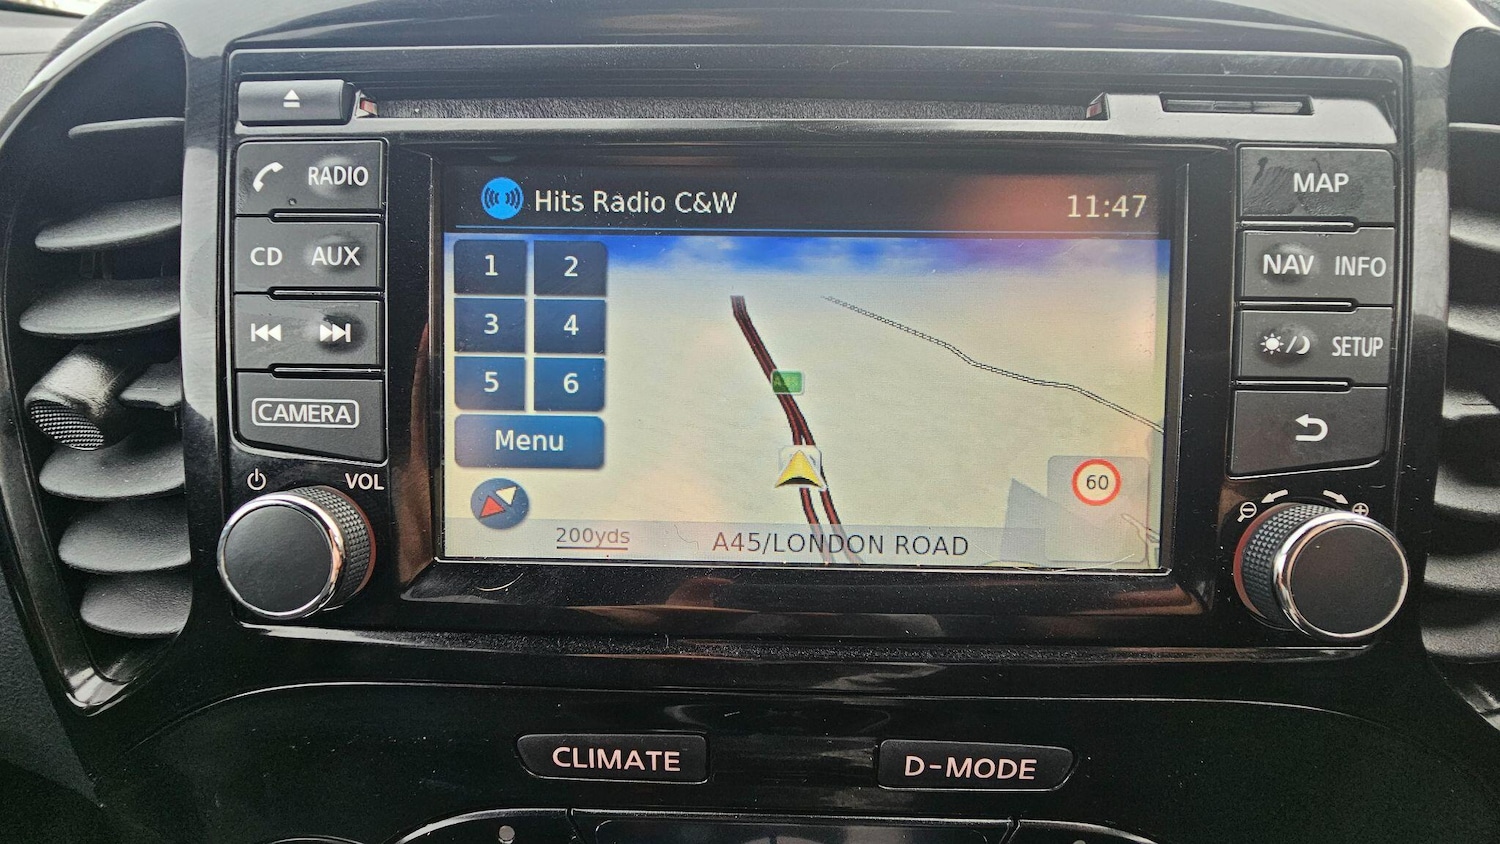 RADIO
CD AUX
CAMERA
VOL
Hits Radio C&W
11:47
1 2
3 4
5 6
Menu
A45
60
200yds
A45/LONDON ROAD
MAP
NAV INFO
SETUP
CLIMATE
D-MODE